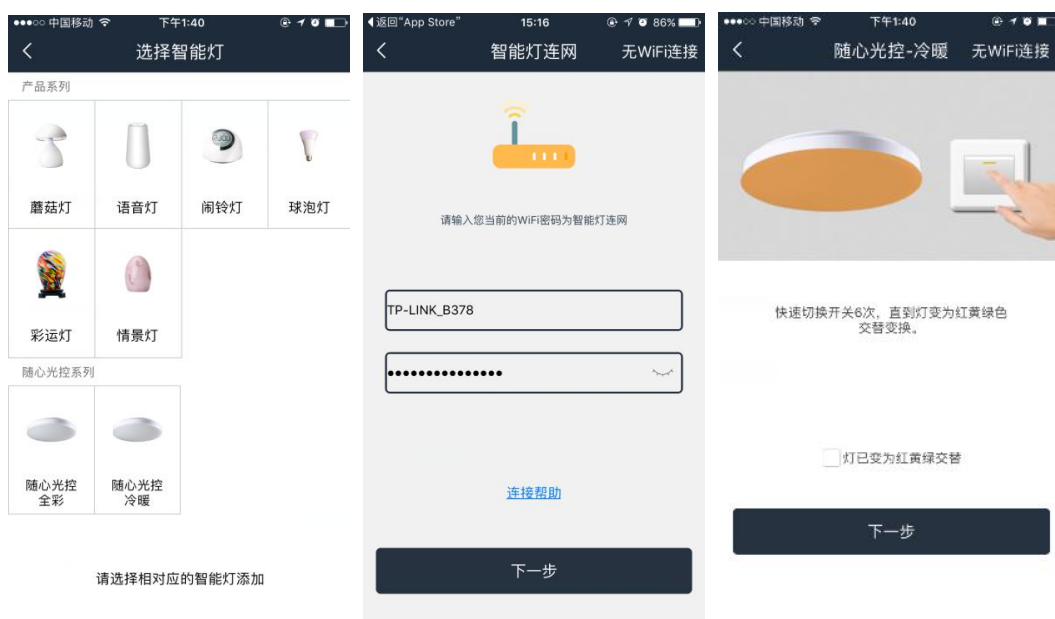 中国移动
下午1:40
选择智能灯
产品系列
蘑菇灯
语音灯
闹铃灯
球泡灯
彩运灯
情景灯
随心光控系列
随心光控
全彩
随心光控
冷暖
请选择相对应的智能灯添加
返回“App Store”
15:16
86%
智能灯连网
无WiFi连接
请输入您当前的WiFi密码为智能灯连网
TP-LINK_B378
连接帮助
下一步
中国移动
下午1:40
随心光控-冷暖
无WiFi连接
快速切换开关6次，直到灯变为红黄绿色
交替变换。
灯已变为红黄绿交替
下一步